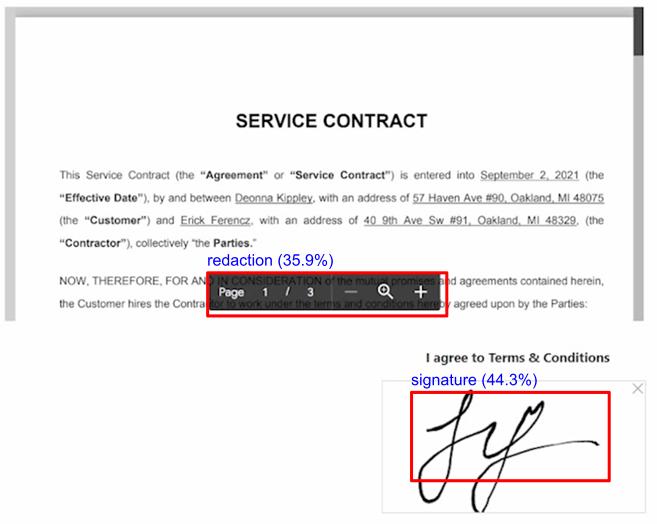 SERVICE CONTRACT
This Service Contract (the “Agreement” or “Service Contract”) is entered into September 2, 2021 (the
“Effective Date”), by and between Deonna Kippley, with an address of 57 Haven Ave #90, Oakland, MI 48075
(the “Customer”) and Erick Ferencz, with an address of 40 9th Ave Sw #91, Oakland, MI 48329, (the
“Contractor”), collectively “the Parties.”
redaction (35.9%)
NOW, THEREFORE, FOR AND IN CONSIDERATION of the mutual promises and agreements contained herein,
Page 1 / 3
the Customer hires the Contractor to work under the terms and conditions hereby agreed upon by the Parties:
I agree to Terms & Conditions
signature (44.3%)